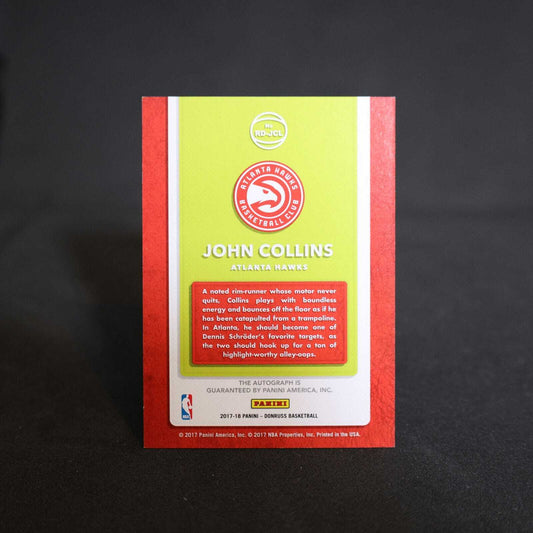 No.
RD-JCL
ATLANTA HAWKS
BASKETBALL CLUB
JOHN COLLINS
ATLANTA HAWKS
A noted rim-runner whose motor never
quits, Collins plays with boundless
energy and bounces off the floor as if he
has been catapulted from a trampoline.
In Atlanta, he should become one of
Dennis Schröder's favorite targets, as
the two should hook up for a ton of
highlight-worthy alley-oops.
THE AUTOGRAPH IS
GUARANTEED BY PANINI AMERICA, INC.
PANINI
NBA
2017-18 PANINI - DONRUSS BASKETBALL
© 2017 Panini America, Inc. © 2017 NBA Properties, Inc. Printed in the USA.